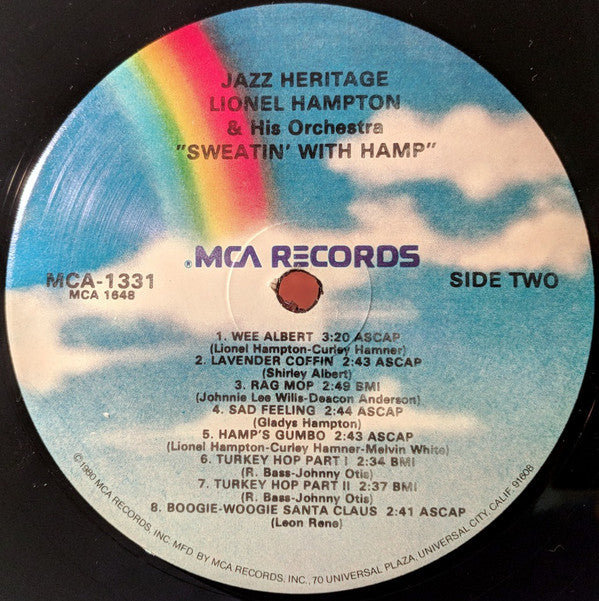 JAZZ HERITAGE
LIONEL HAMPTON
& His Orchestra
"SWEATIN' WITH HAMP"
®MCA RECORDS
MCA-1331
MCA 1648
SIDE TWO
1. WEE ALBERT 3:20 ASCAP
(Lionel Hampton-Curley Hamner)
2. LAVENDER COFFIN 2:43 ASCAP
(Shirley Albert)
3. RAG MOP 2:49 BMI
(Johnnie Lee Wills-Deacon Anderson)
4. SAD FEELING 2:44 ASCAP
(Gladys Hampton)
5. HAMP'S GUMBO 2:43 ASCAP
(Lionel Hampton-Curley Hamner-Melvin White)
6. TURKEY HOP PART I 2:34 BMI
(R. Bass-Johnny Otis)
7. TURKEY HOP PART II 2:37 BMI
(R. Bass-Johnny Otis)
8. BOOGIE-WOOGIE SANTA CLAUS 2:41 ASCAP
(Leon Rene)
©1980 MCA RECORDS, INC. MFD. BY MCA RECORDS, INC., 70 UNIVERSAL PLAZA, UNIVERSAL CITY, CALIF. 91608